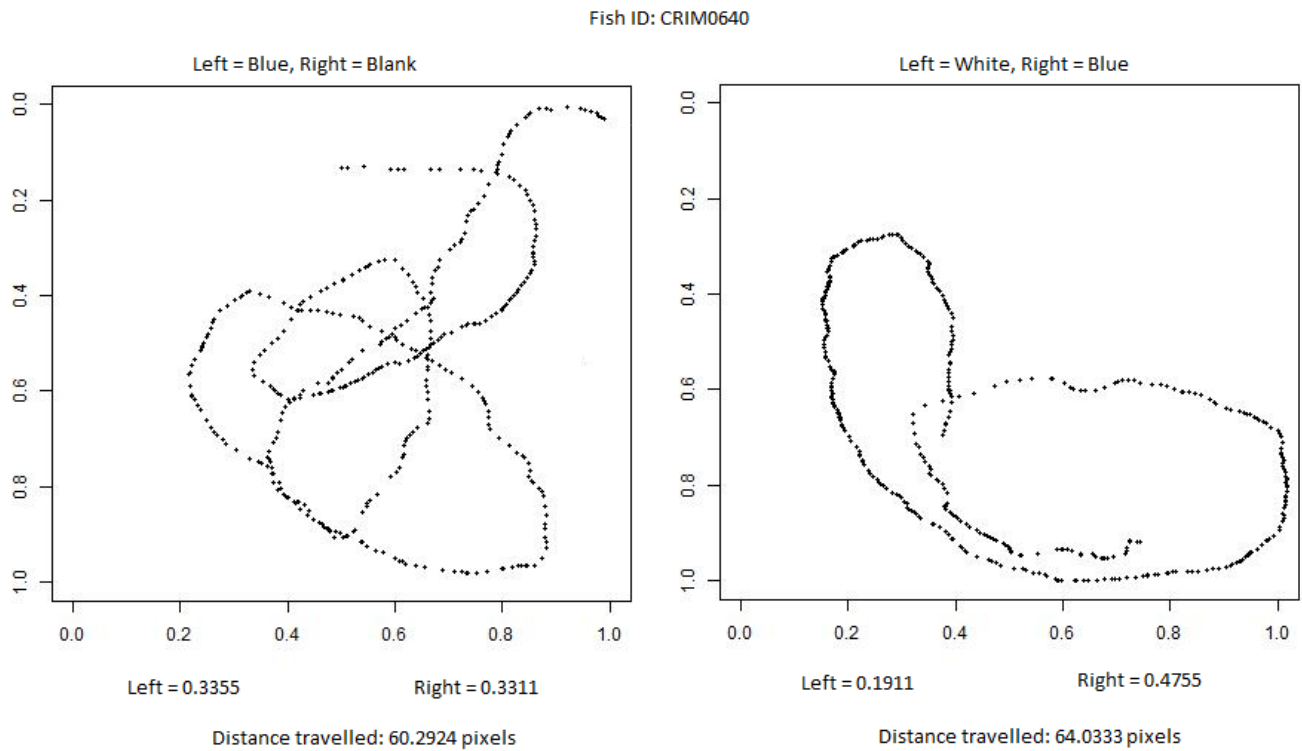 Fish ID: CRIM0640
Left = Blue, Right = Blank
Left = White, Right = Blue
0.0
0.2
0.4
0.6
0.8
1.0
0.0 0.2 0.4 0.6 0.8 1.0
0.0
0.2
0.4
0.6
0.8
1.0
0.0 0.2 0.4 0.6 0.8 1.0
Left = 0.3355 Right = 0.3311
Left = 0.1911 Right = 0.4755
Distance travelled: 60.2924 pixels
Distance travelled: 64.0333 pixels